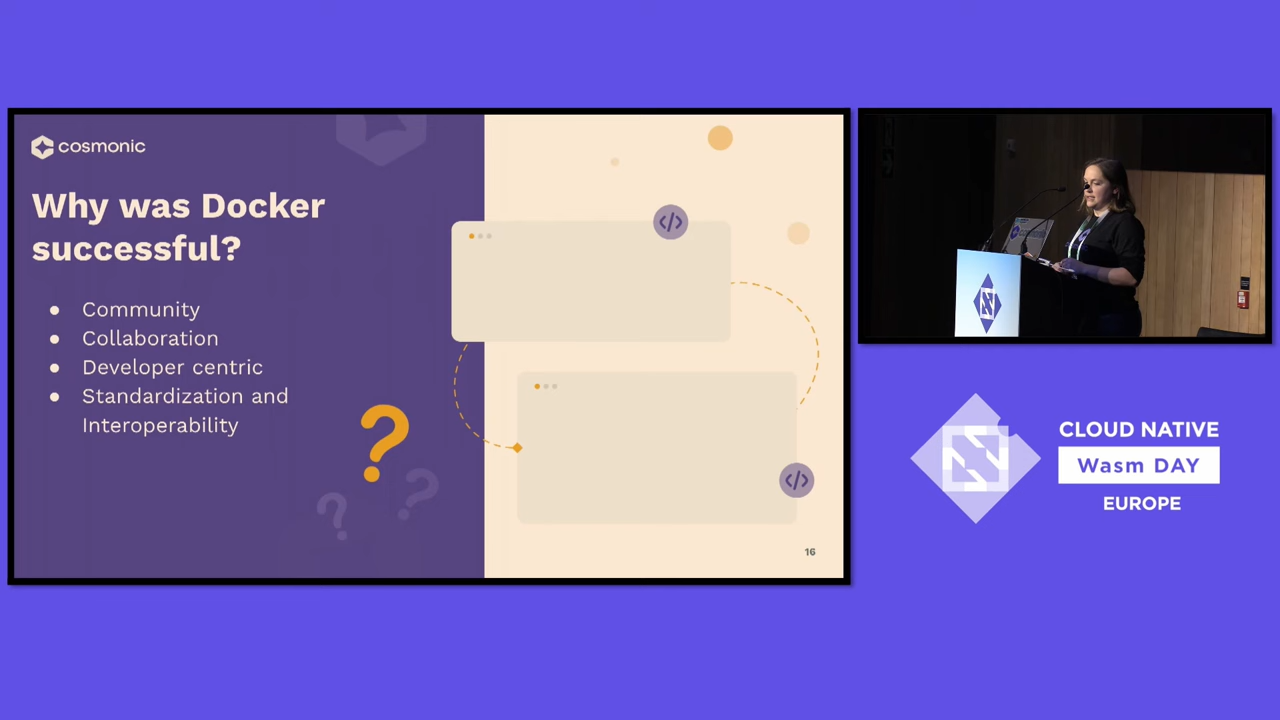 cosmonic
Why was Docker
successful?
● Community
● Collaboration
● Developer centric
● Standardization and
Interoperability
?
?
?
</>
</>
16
CLOUD NATIVE
Wasm DAY
EUROPE